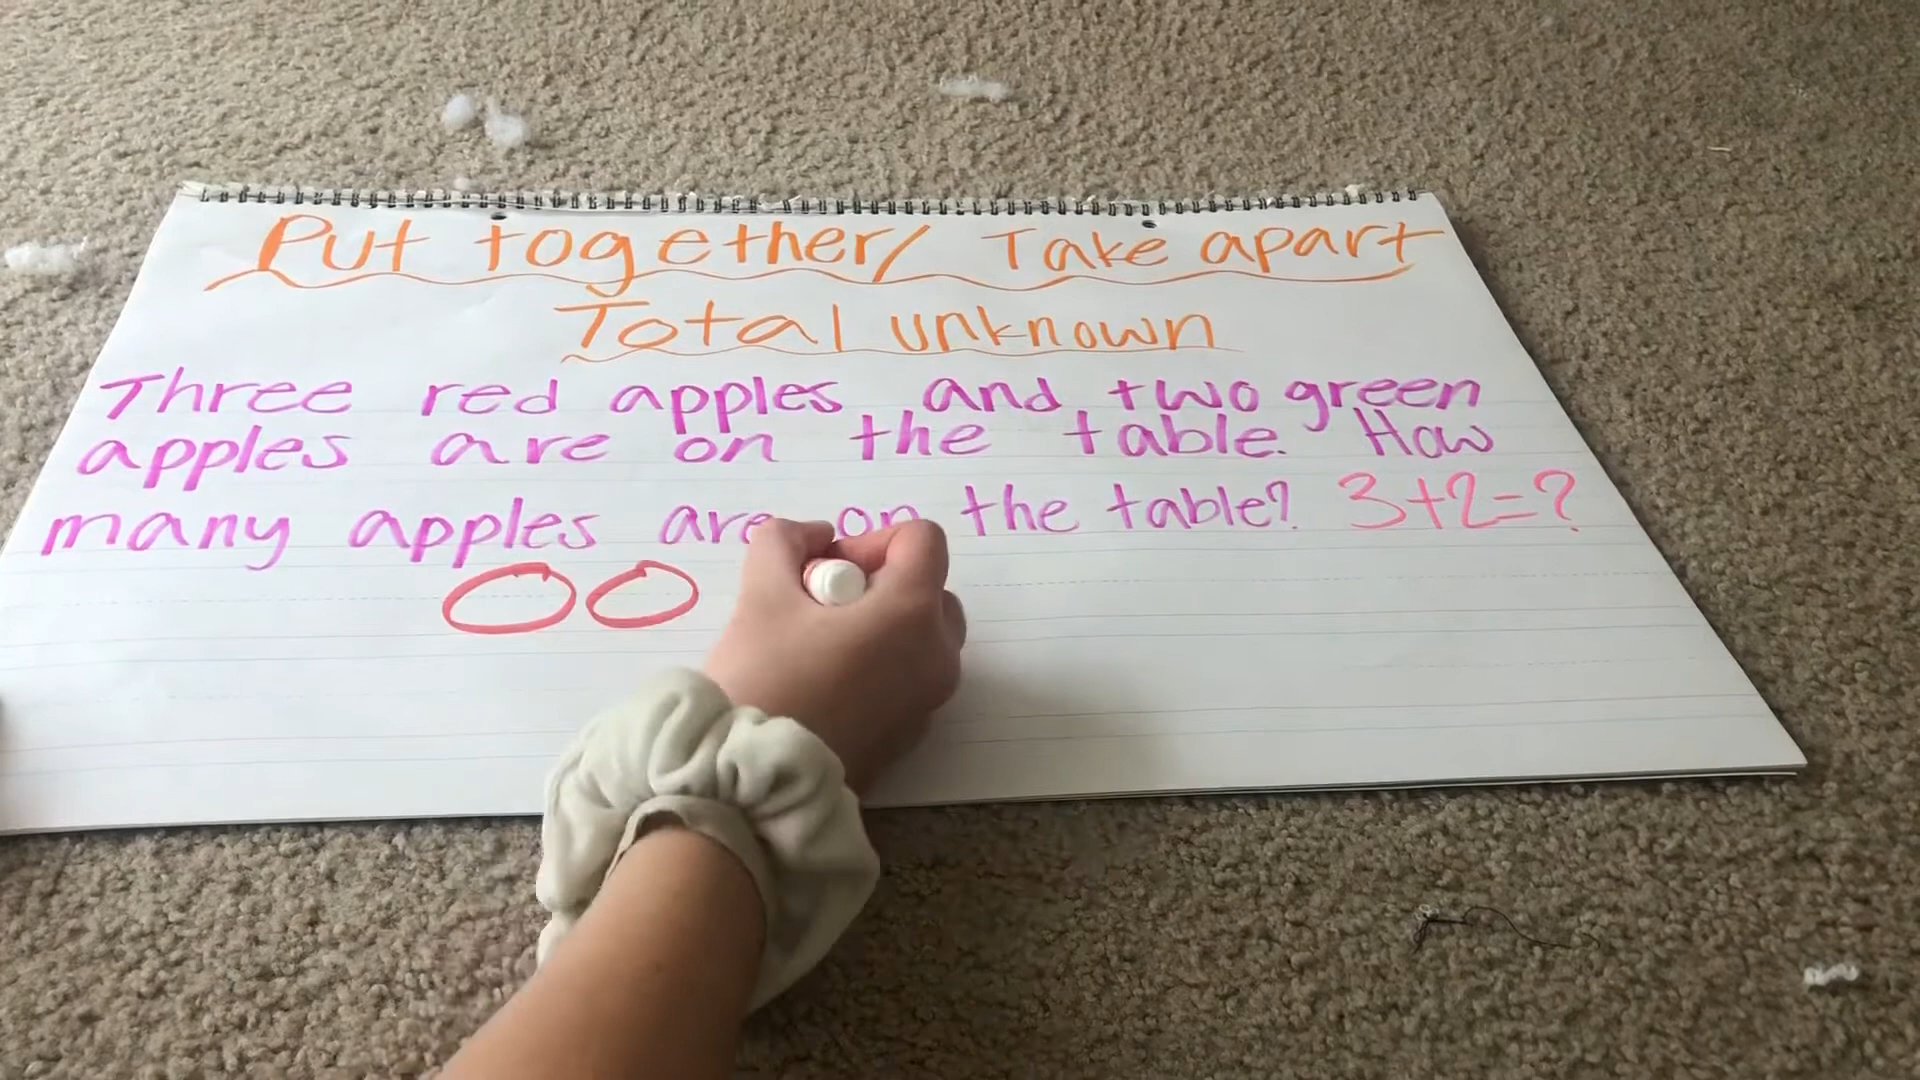 Put together/ Take apart
Total unknown
Three red apples and two green
apples are on the table. How
many apples are on the table? 3+2=?